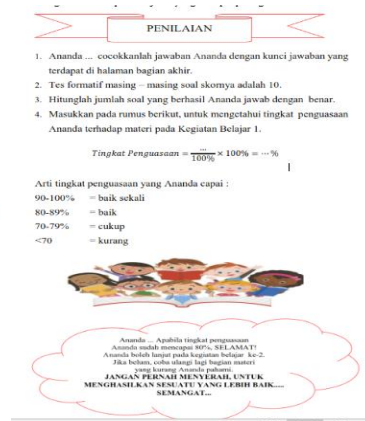 PENILAIAN
1. Ananda ... cocokkanlah jawaban Ananda dengan kunci jawaban yang
terdapat di halaman bagian akhir.
2. Tes formatif masing – masing soal skornya adalah 10.
3. Hitunglah jumlah soal yang berhasil Ananda jawab dengan benar.
4. Masukkan pada rumus berikut, untuk mengetahui tingkat penguasaan
Ananda terhadap materi pada Kegiatan Belajar 1.
Tingkat Penguasaan = .../100% × 100% = ··· %
Arti tingkat penguasaan yang Ananda capai :
90-100% = baik sekali
80-89% = baik
70-79% = cukup
<70 = kurang
Ananda ... Apabila tingkat penguasaan
Ananda sudah mencapai 80%, SELAMAT!
Ananda boleh lanjut pada kegiatan belajar ke-2.
Jika belum, coba ulangi lagi bagian materi
yang kurang Ananda pahami.
JANGAN PERNAH MENYERAH, UNTUK
MENGHASILKAN SESUATU YANG LEBIH BAIK....
SEMANGAT...